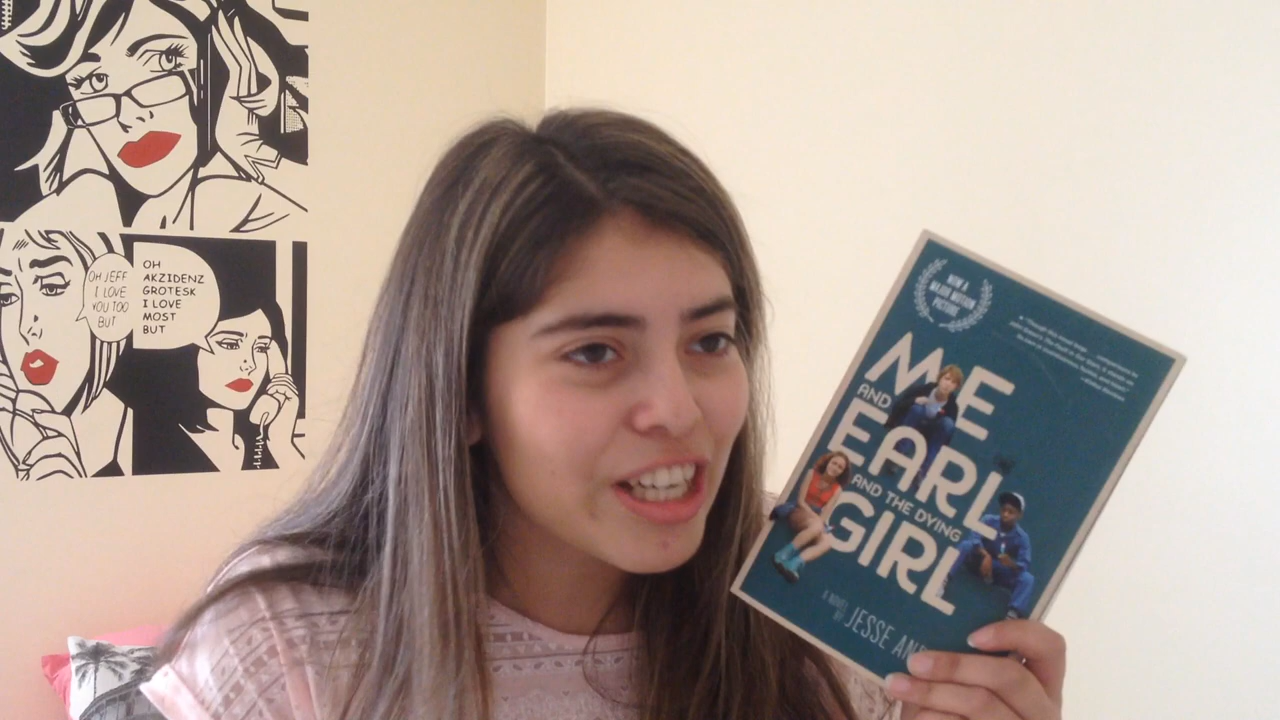 OH JEFF
I LOVE
YOU TOO
BUT
OH
AKZIDENZ
GROTESK
I LOVE
MOST
BUT
NOW A
MAJOR MOTION
PICTURE
ME
AND
EARL
AND THE DYING
GIRL
A NOVEL
BY JESSE